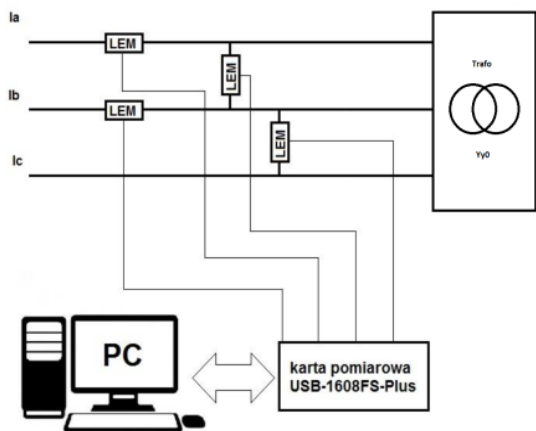 Ia
LEM
LEM
Ib
LEM
LEM
Ic
Trafo
Yy0
PC
karta pomiarowa
USB-1608FS-Plus